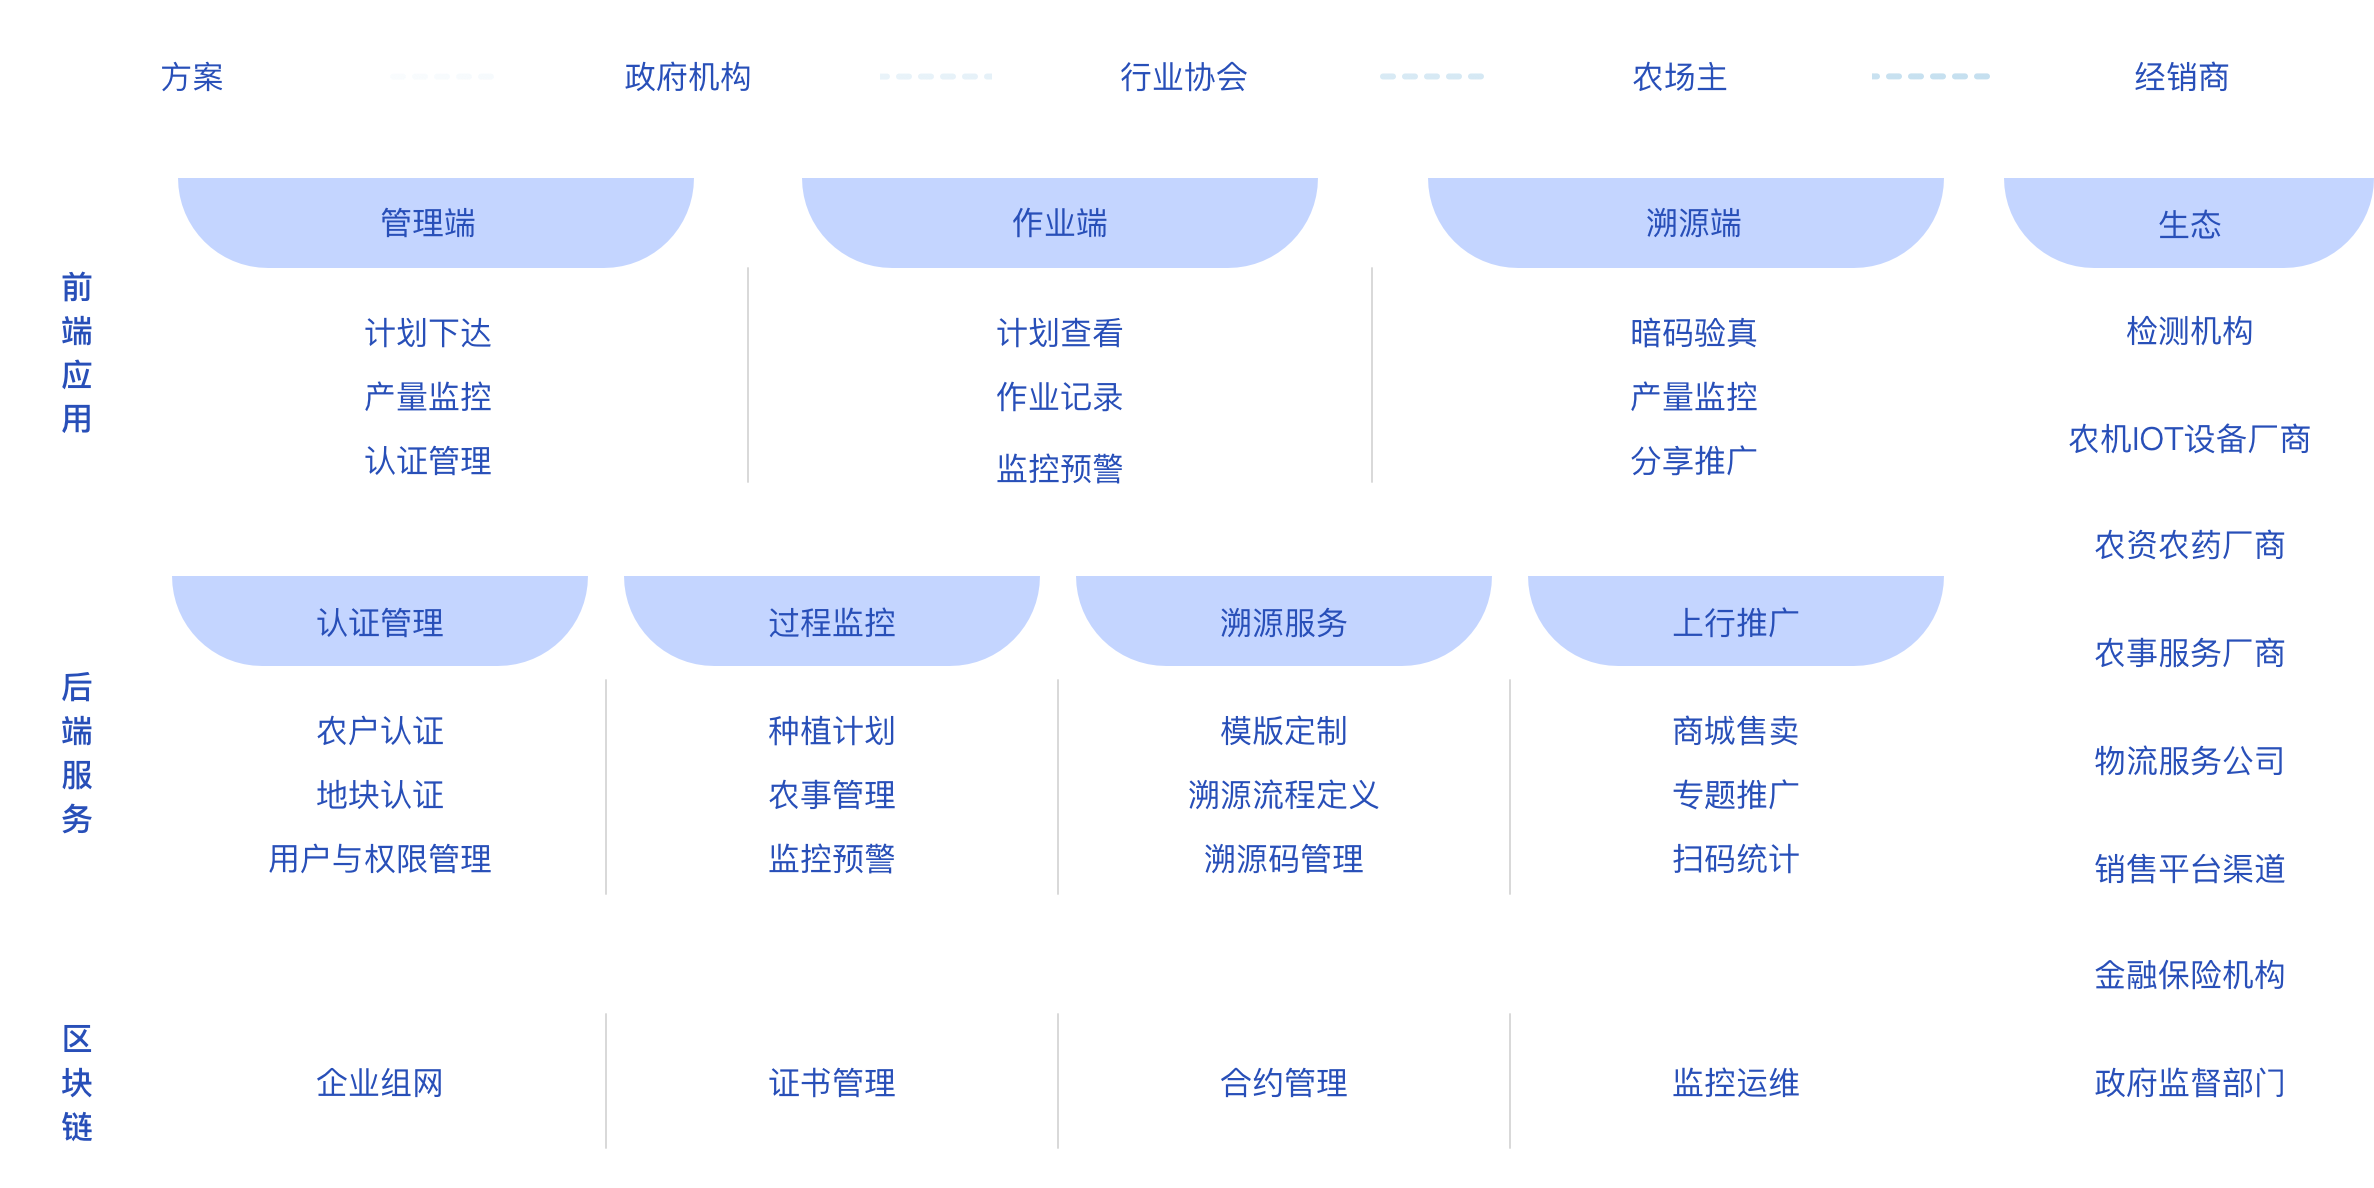 方案
政府机构
行业协会
农场主
经销商
前端应用
管理端
计划下达
产量监控
认证管理
作业端
计划查看
作业记录
监控预警
溯源端
暗码验真
产量监控
分享推广
后端服务
认证管理
农户认证
地块认证
用户与权限管理
过程监控
种植计划
农事管理
监控预警
溯源服务
模版定制
溯源流程定义
溯源码管理
上行推广
商城售卖
专题推广
扫码统计
区块链
企业组网
证书管理
合约管理
监控运维
生态
检测机构
农机IOT设备厂商
农资农药厂商
农事服务厂商
物流服务公司
销售平台渠道
金融保险机构
政府监督部门